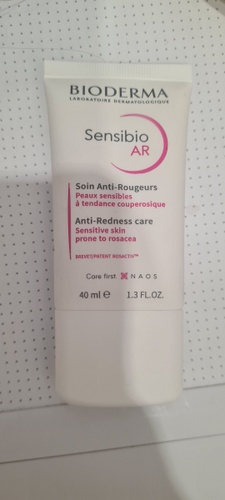 BIODERMA
LABORATOIRE DERMATOLOGIQUE
Sensibio
AR
Soin Anti-Rougeurs
Peaux sensibles
à tendance couperosique
Anti-Redness care
Sensitive skin
prone to rosacea
BREVET/PATENT ROSACTIV™
Care first NAOS
40 ml ℮ 1.3 FL.OZ.